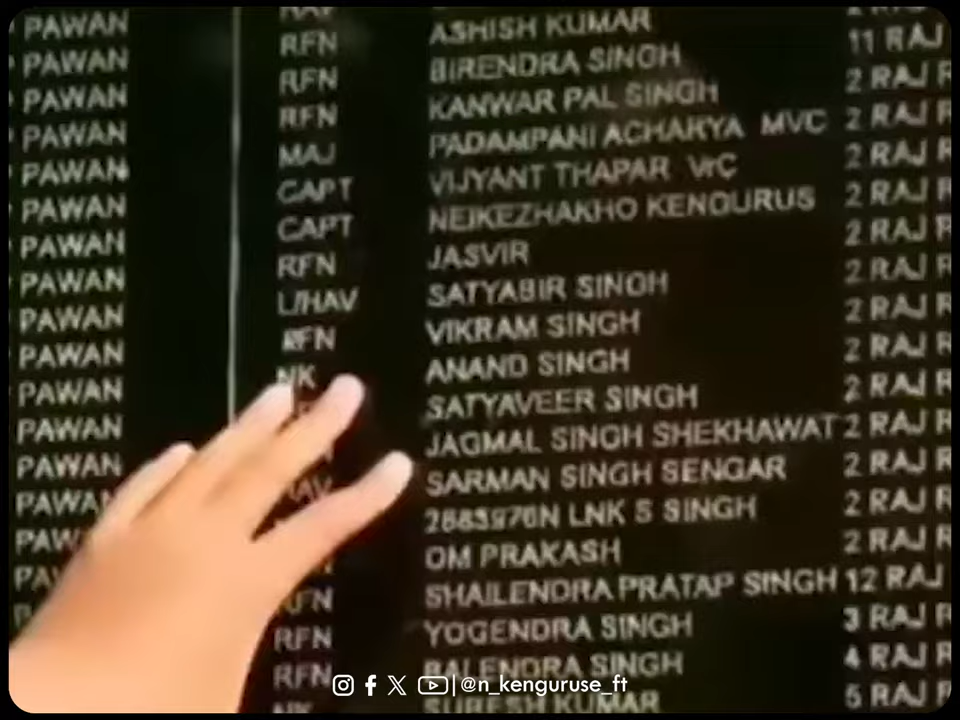 PAWAN RAF
PAWAN RFN ASHISH KUMAR 11 RAJ
PAWAN RFN BIRENDRA SINGH 2 RAJ R
PAWAN RFN KANWAR PAL SINGH 2 RAJ R
PAWAN MAJ PADAMPANI ACHARYA MVC 2 RAJ R
PAWAN CAPT VIJYANT THAPAR VrC 2 RAJ R
PAWAN CAPT NEIKEZHAKHO KENGURUS 2 RAJ R
PAWAN RFN JASVIR 2 RAJ R
PAWAN L/HAV SATYABIR SINGH 2 RAJ R
PAWAN RFN VIKRAM SINGH 2 RAJ R
PAWAN NK ANAND SINGH 2 RAJ R
PAWAN SATYAVEER SINGH 2 RAJ R
PAWAN JAGMAL SINGH SHEKHAWAT 2 RAJ R
PAWAN SARMAN SINGH SENGAR 2 RAJ R
LNK S SINGH 2 RAJ R
OM PRAKASH 2 RAJ R
SHAILENDRA PRATAP SINGH 12 RAJ
RFN YOGENDRA SINGH 3 RAJ R
RFN BALENDRA SINGH 4 RAJ R
SURESH KUMAR 5 RAJ R
@n_kenguruse_ft